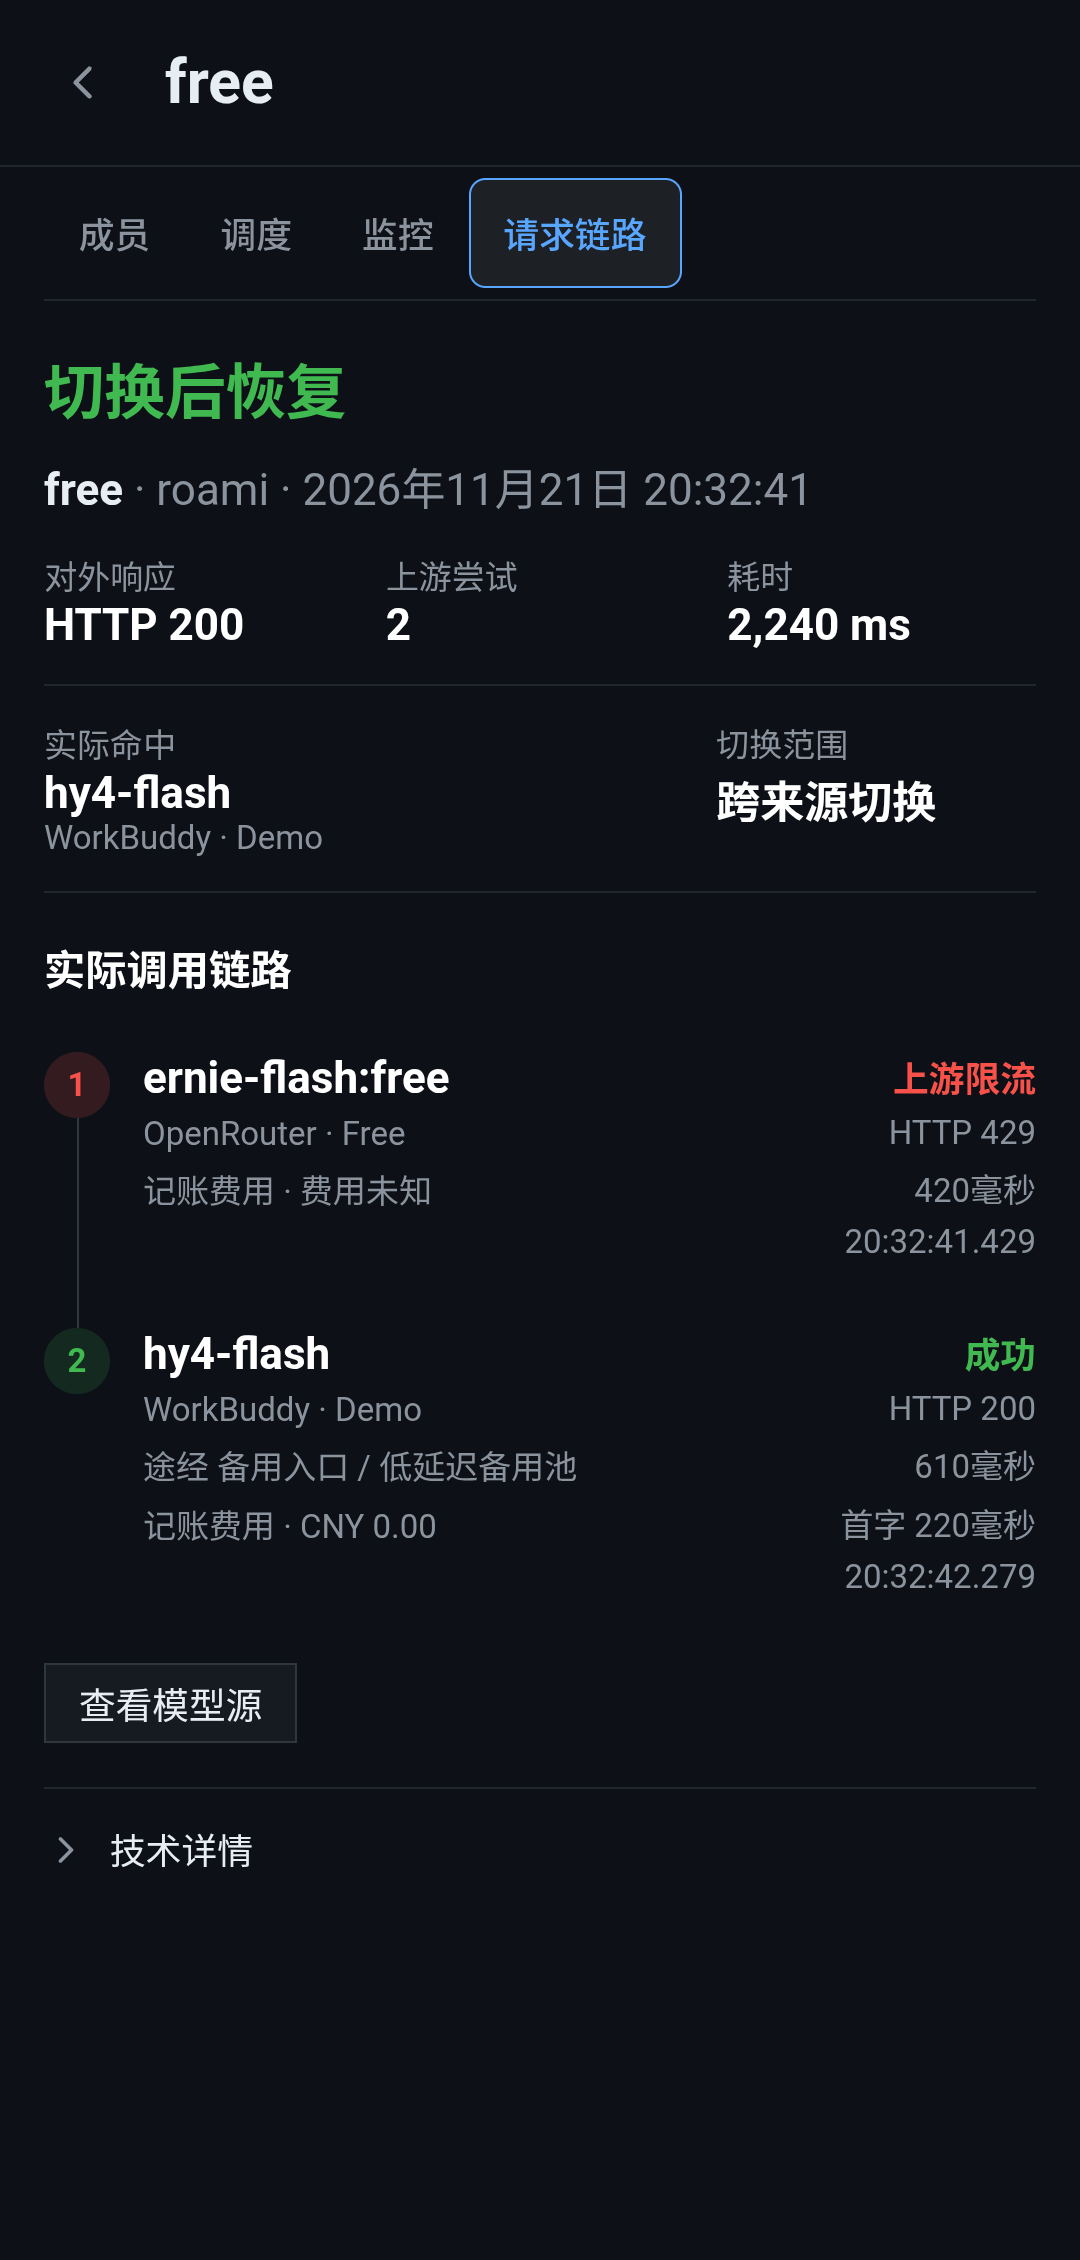 free
成员 调度 监控 请求链路
切换后恢复
free · roami · 2026年11月21日 20:32:41
对外响应 上游尝试 耗时
HTTP 200 2 2,240 ms
实际命中 切换范围
hy4-flash 跨来源切换
WorkBuddy · Demo
实际调用链路
1 ernie-flash:free 上游限流
OpenRouter · Free HTTP 429
记账费用 · 费用未知 420毫秒
20:32:41.429
2 hy4-flash 成功
WorkBuddy · Demo HTTP 200
途经 备用入口 / 低延迟备用池 610毫秒
记账费用 · CNY 0.00 首字 220毫秒
20:32:42.279
查看模型源
技术详情